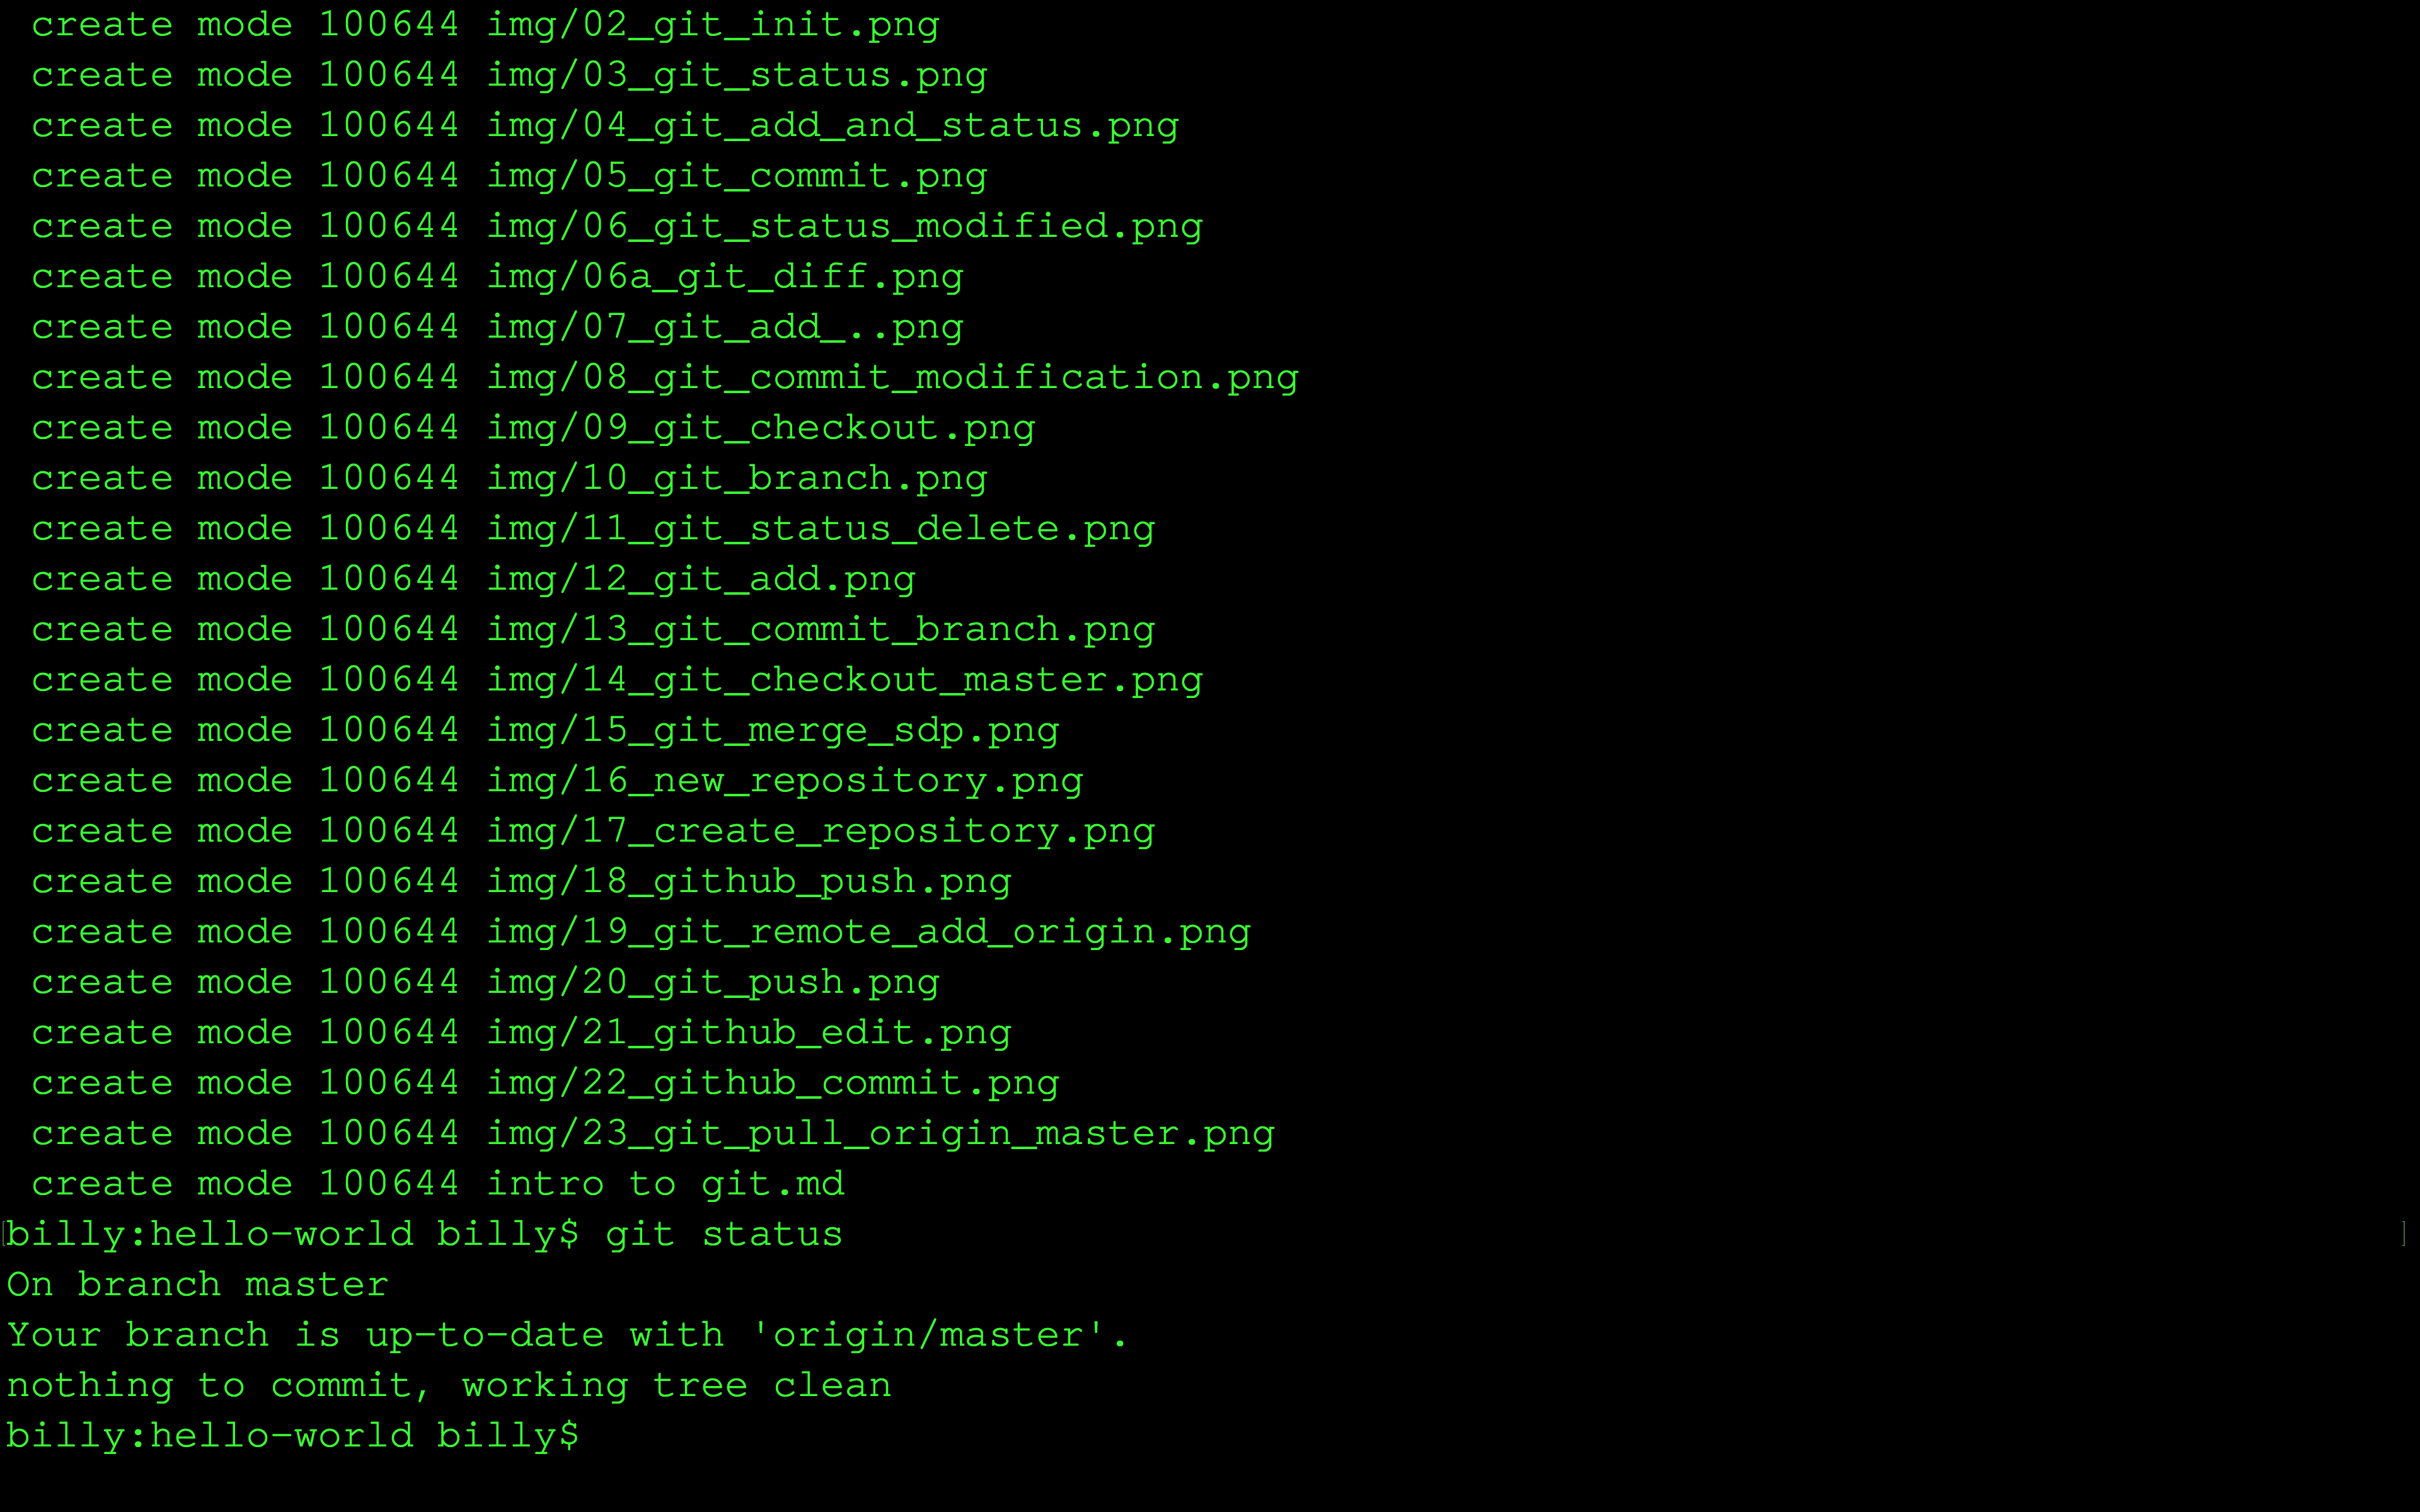 create mode 100644 img/02_git_init.png
create mode 100644 img/03_git_status.png
create mode 100644 img/04_git_add_and_status.png
create mode 100644 img/05_git_commit.png
create mode 100644 img/06_git_status_modified.png
create mode 100644 img/06a_git_diff.png
create mode 100644 img/07_git_add_..png
create mode 100644 img/08_git_commit_modification.png
create mode 100644 img/09_git_checkout.png
create mode 100644 img/10_git_branch.png
create mode 100644 img/11_git_status_delete.png
create mode 100644 img/12_git_add.png
create mode 100644 img/13_git_commit_branch.png
create mode 100644 img/14_git_checkout_master.png
create mode 100644 img/15_git_merge_sdp.png
create mode 100644 img/16_new_repository.png
create mode 100644 img/17_create_repository.png
create mode 100644 img/18_github_push.png
create mode 100644 img/19_git_remote_add_origin.png
create mode 100644 img/20_git_push.png
create mode 100644 img/21_github_edit.png
create mode 100644 img/22_github_commit.png
create mode 100644 img/23_git_pull_origin_master.png
create mode 100644 intro to git.md
[billy:hello-world billy$ git status ]
On branch master
Your branch is up-to-date with 'origin/master'.
nothing to commit, working tree clean
billy:hello-world billy$